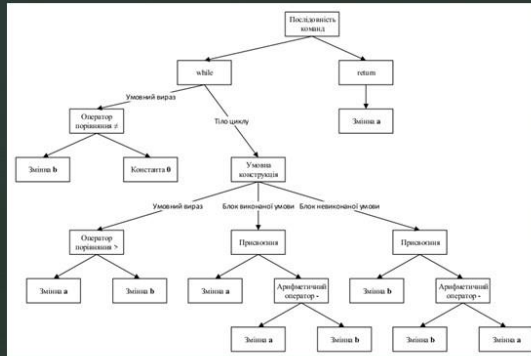 Послідовність
команд
while
return
Умовний вираз
Тіло циклу
Оператор
порівняння ≠
Змінна a
Змінна b
Константа 0
Умовна
конструкція
Умовний вираз
Блок виконаної умови
Блок невиконаної умови
Оператор
порівняння >
Присвоєння
Присвоєння
Змінна a
Змінна b
Змінна a
Арифметичний
оператор -
Змінна b
Арифметичний
оператор -
Змінна a
Змінна b
Змінна b
Змінна a